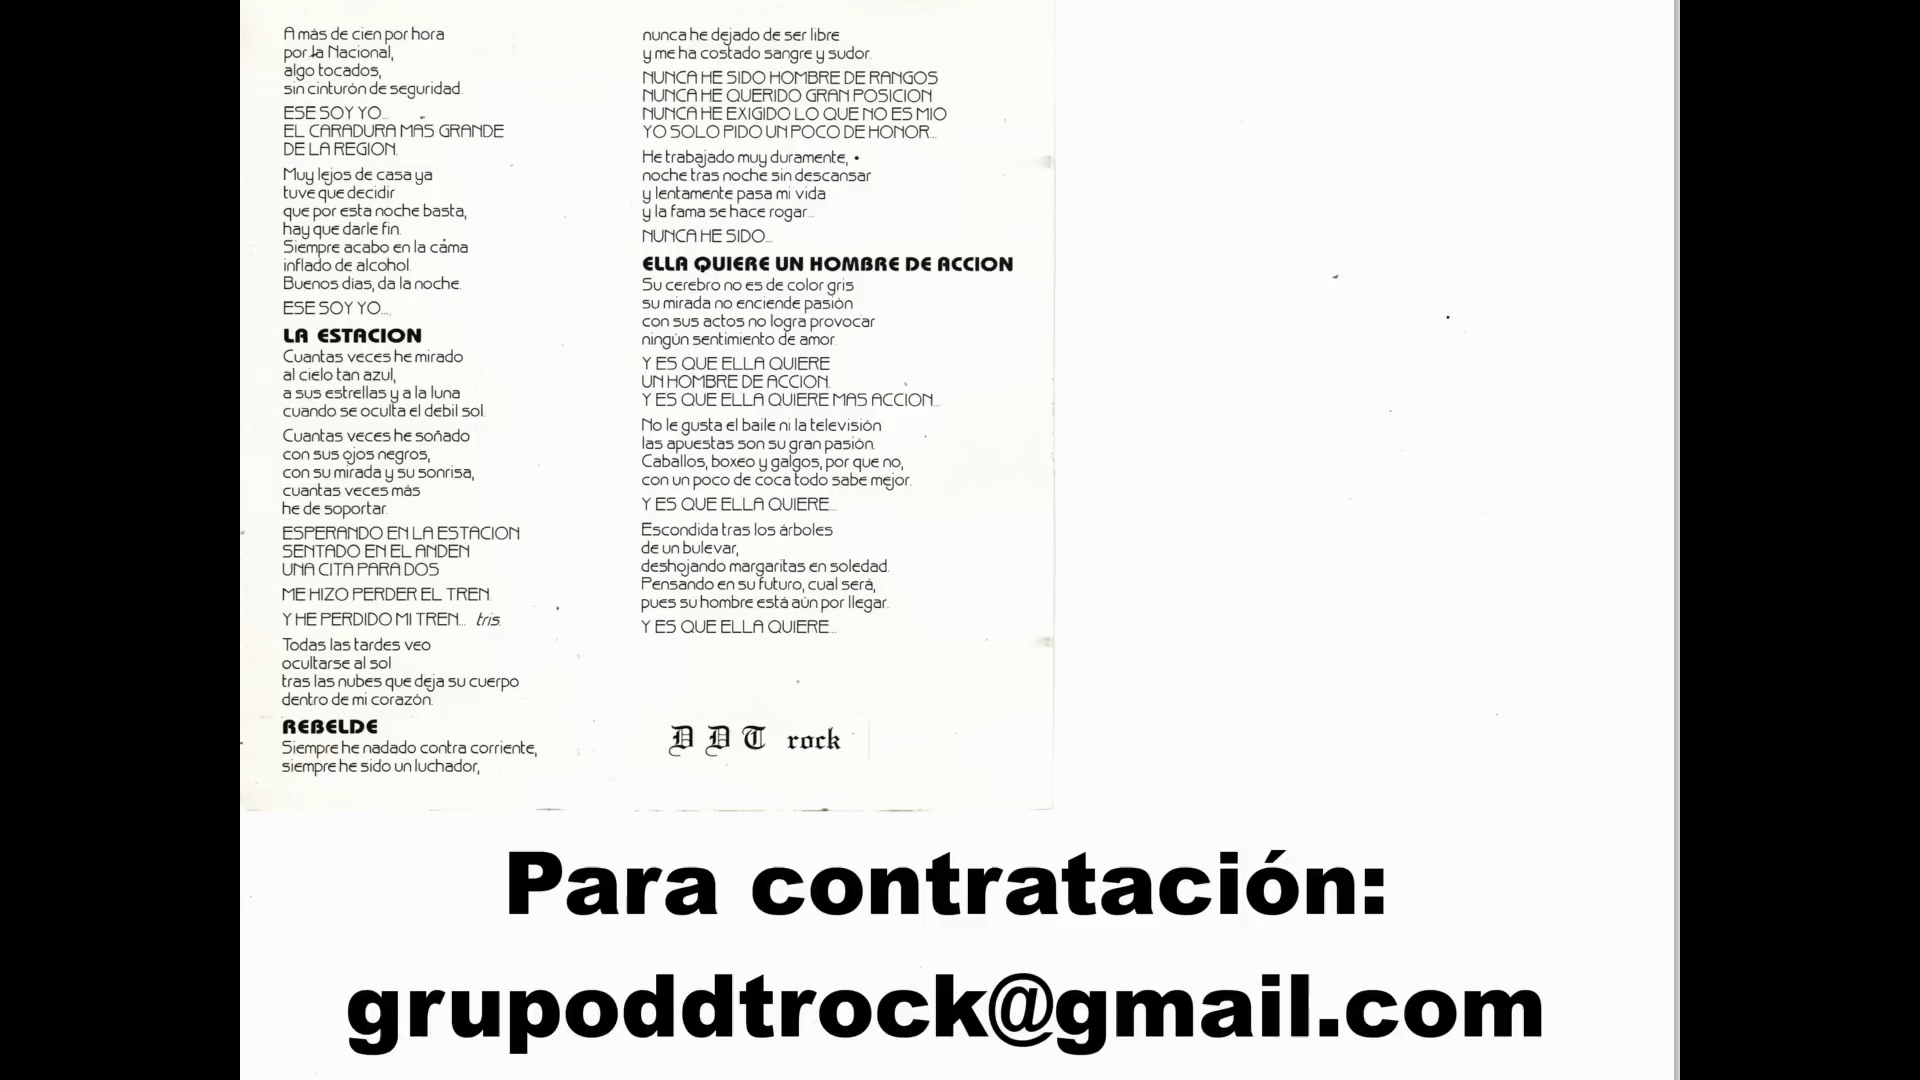 A más de cien por hora
por la Nacional,
algo tocados,
sin cinturón de seguridad.
ESE SOY YO...
EL CARADURA MAS GRANDE
DE LA REGION.
Muy lejos de casa ya
tuve que decidir
que por esta noche basta,
hay que darle fin.
Siempre acabo en la cama
inflado de alcohol.
Buenos dias, da la noche.
ESE SOY YO...
LA ESTACION
Cuantas veces he mirado
al cielo tan azul,
a sus estrellas y a la luna
cuando se oculta el debil sol.
Cuantas veces he soñado
con sus ojos negros,
con su mirada y su sonrisa,
cuantas veces más
he de soportar.
ESPERANDO EN LA ESTACION
SENTADO EN EL ANDEN
UNA CITA PARA DOS
ME HIZO PERDER EL TREN.
Y HE PERDIDO MI TREN... tris.
Todas las tardes veo
ocultarse al sol
tras las nubes que deja su cuerpo
dentro de mi corazón.
REBELDE
Siempre he nadado contra corriente,
siempre he sido un luchador,
nunca he dejado de ser libre
y me ha costado sangre y sudor.
NUNCA HE SIDO HOMBRE DE RANGOS
NUNCA HE QUERIDO GRAN POSICION
NUNCA HE EXIGIDO LO QUE NO ES MIO
YO SOLO PIDO UN POCO DE HONOR...
He trabajado muy duramente,
noche tras noche sin descansar
y lentamente pasa mi vida
y la fama se hace rogar...
NUNCA HE SIDO...
ELLA QUIERE UN HOMBRE DE ACCION
Su cerebro no es de color gris
su mirada no enciende pasión
con sus actos no logra provocar
ningún sentimiento de amor.
Y ES QUE ELLA QUIERE
UN HOMBRE DE ACCION.
Y ES QUE ELLA QUIERE MAS ACCION...
No le gusta el baile ni la televisión
las apuestas son su gran pasión.
Caballos, boxeo y galgos, por que no,
con un poco de coca todo sabe mejor.
Y ES QUE ELLA QUIERE...
Escondida tras los árboles
de un bulevar,
deshojando margaritas en soledad.
Pensando en su futuro, cual será,
pues su hombre está aún por llegar.
Y ES QUE ELLA QUIERE...
DDT rock
Para contratación:
grupoddtrock@gmail.com